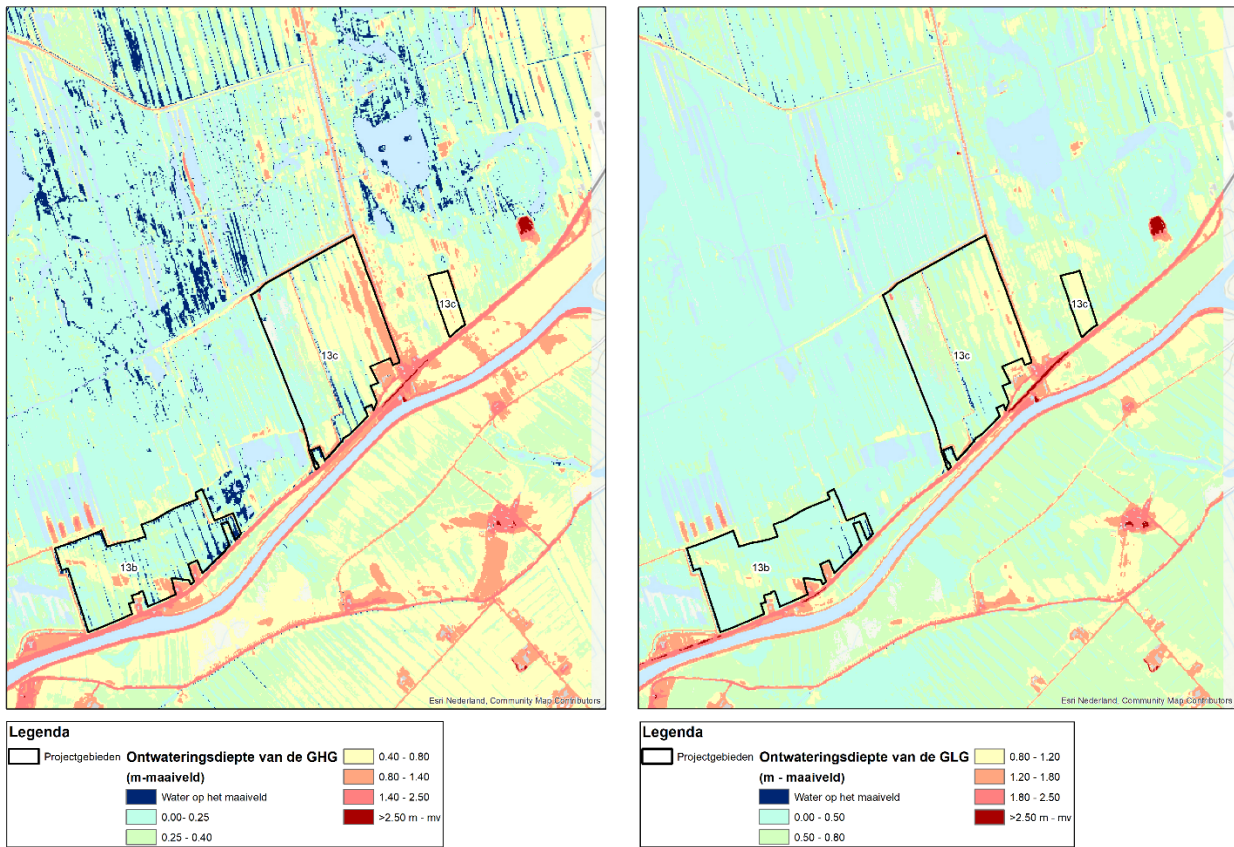 13c
13c
13b
Esri Nederland, Community Map Contributors
Legenda
Projectgebieden
Ontwateringsdiepte van de GHG
(m-maaiveld)
Water op het maaiveld
0.00- 0.25
0.25 - 0.40
0.40 - 0.80
0.80 - 1.40
1.40 - 2.50
>2.50 m - mv
13c
13c
13b
Esri Nederland, Community Map Contributors
Legenda
Projectgebieden
Ontwateringsdiepte van de GLG
(m - maaiveld)
Water op het maaiveld
0.00 - 0.50
0.50 - 0.80
0.80 - 1.20
1.20 - 1.80
1.80 - 2.50
>2.50 m - mv